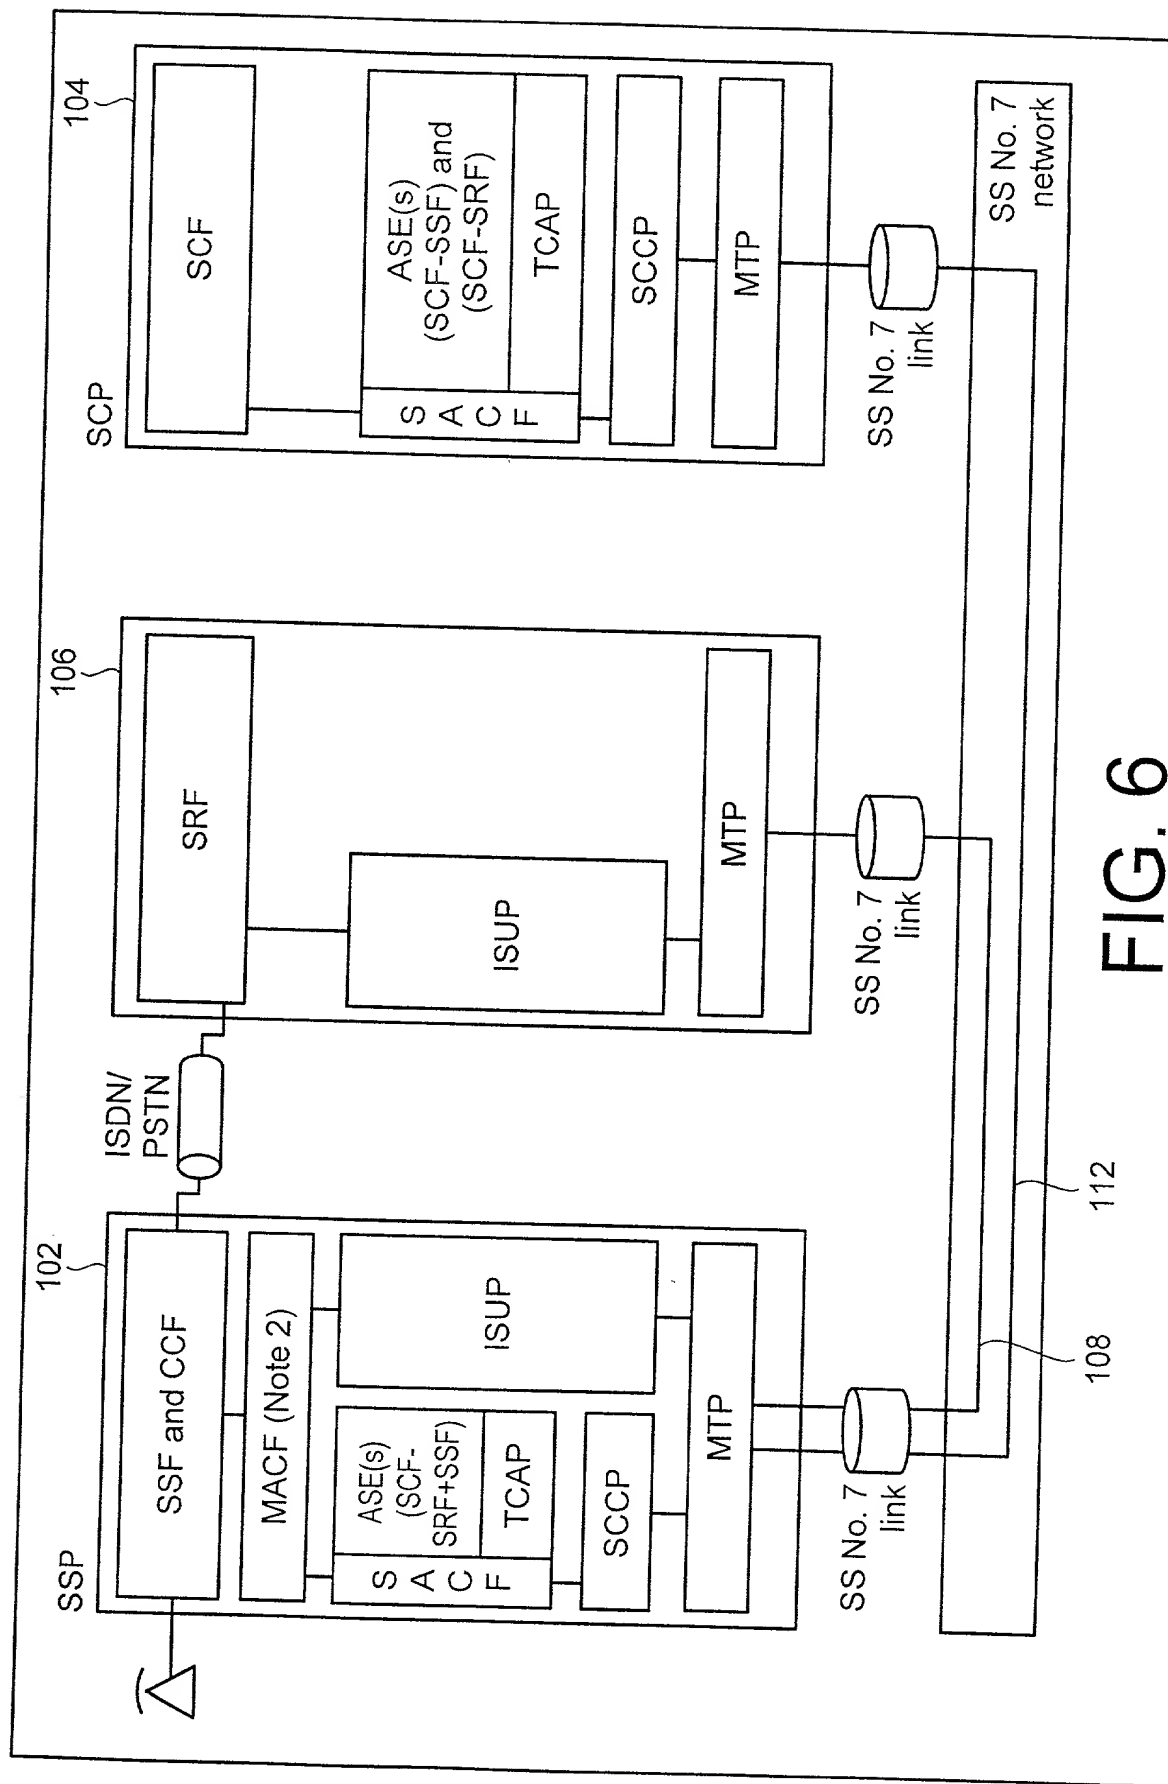 SSP
102
SSF and CCF
MACF (Note 2)
S
A
C
F
ASE(s)
(SCF-
SRF+SSF)
TCAP
ISUP
SCCP
MTP
SS No. 7
link
ISDN/
PSTN
106
SRF
ISUP
MTP
SS No. 7
link
SCP
104
SCF
S
A
C
F
ASE(s)
(SCF-SSF) and
(SCF-SRF)
TCAP
SCCP
MTP
SS No. 7
link
SS No. 7
network
108
112
FIG. 6